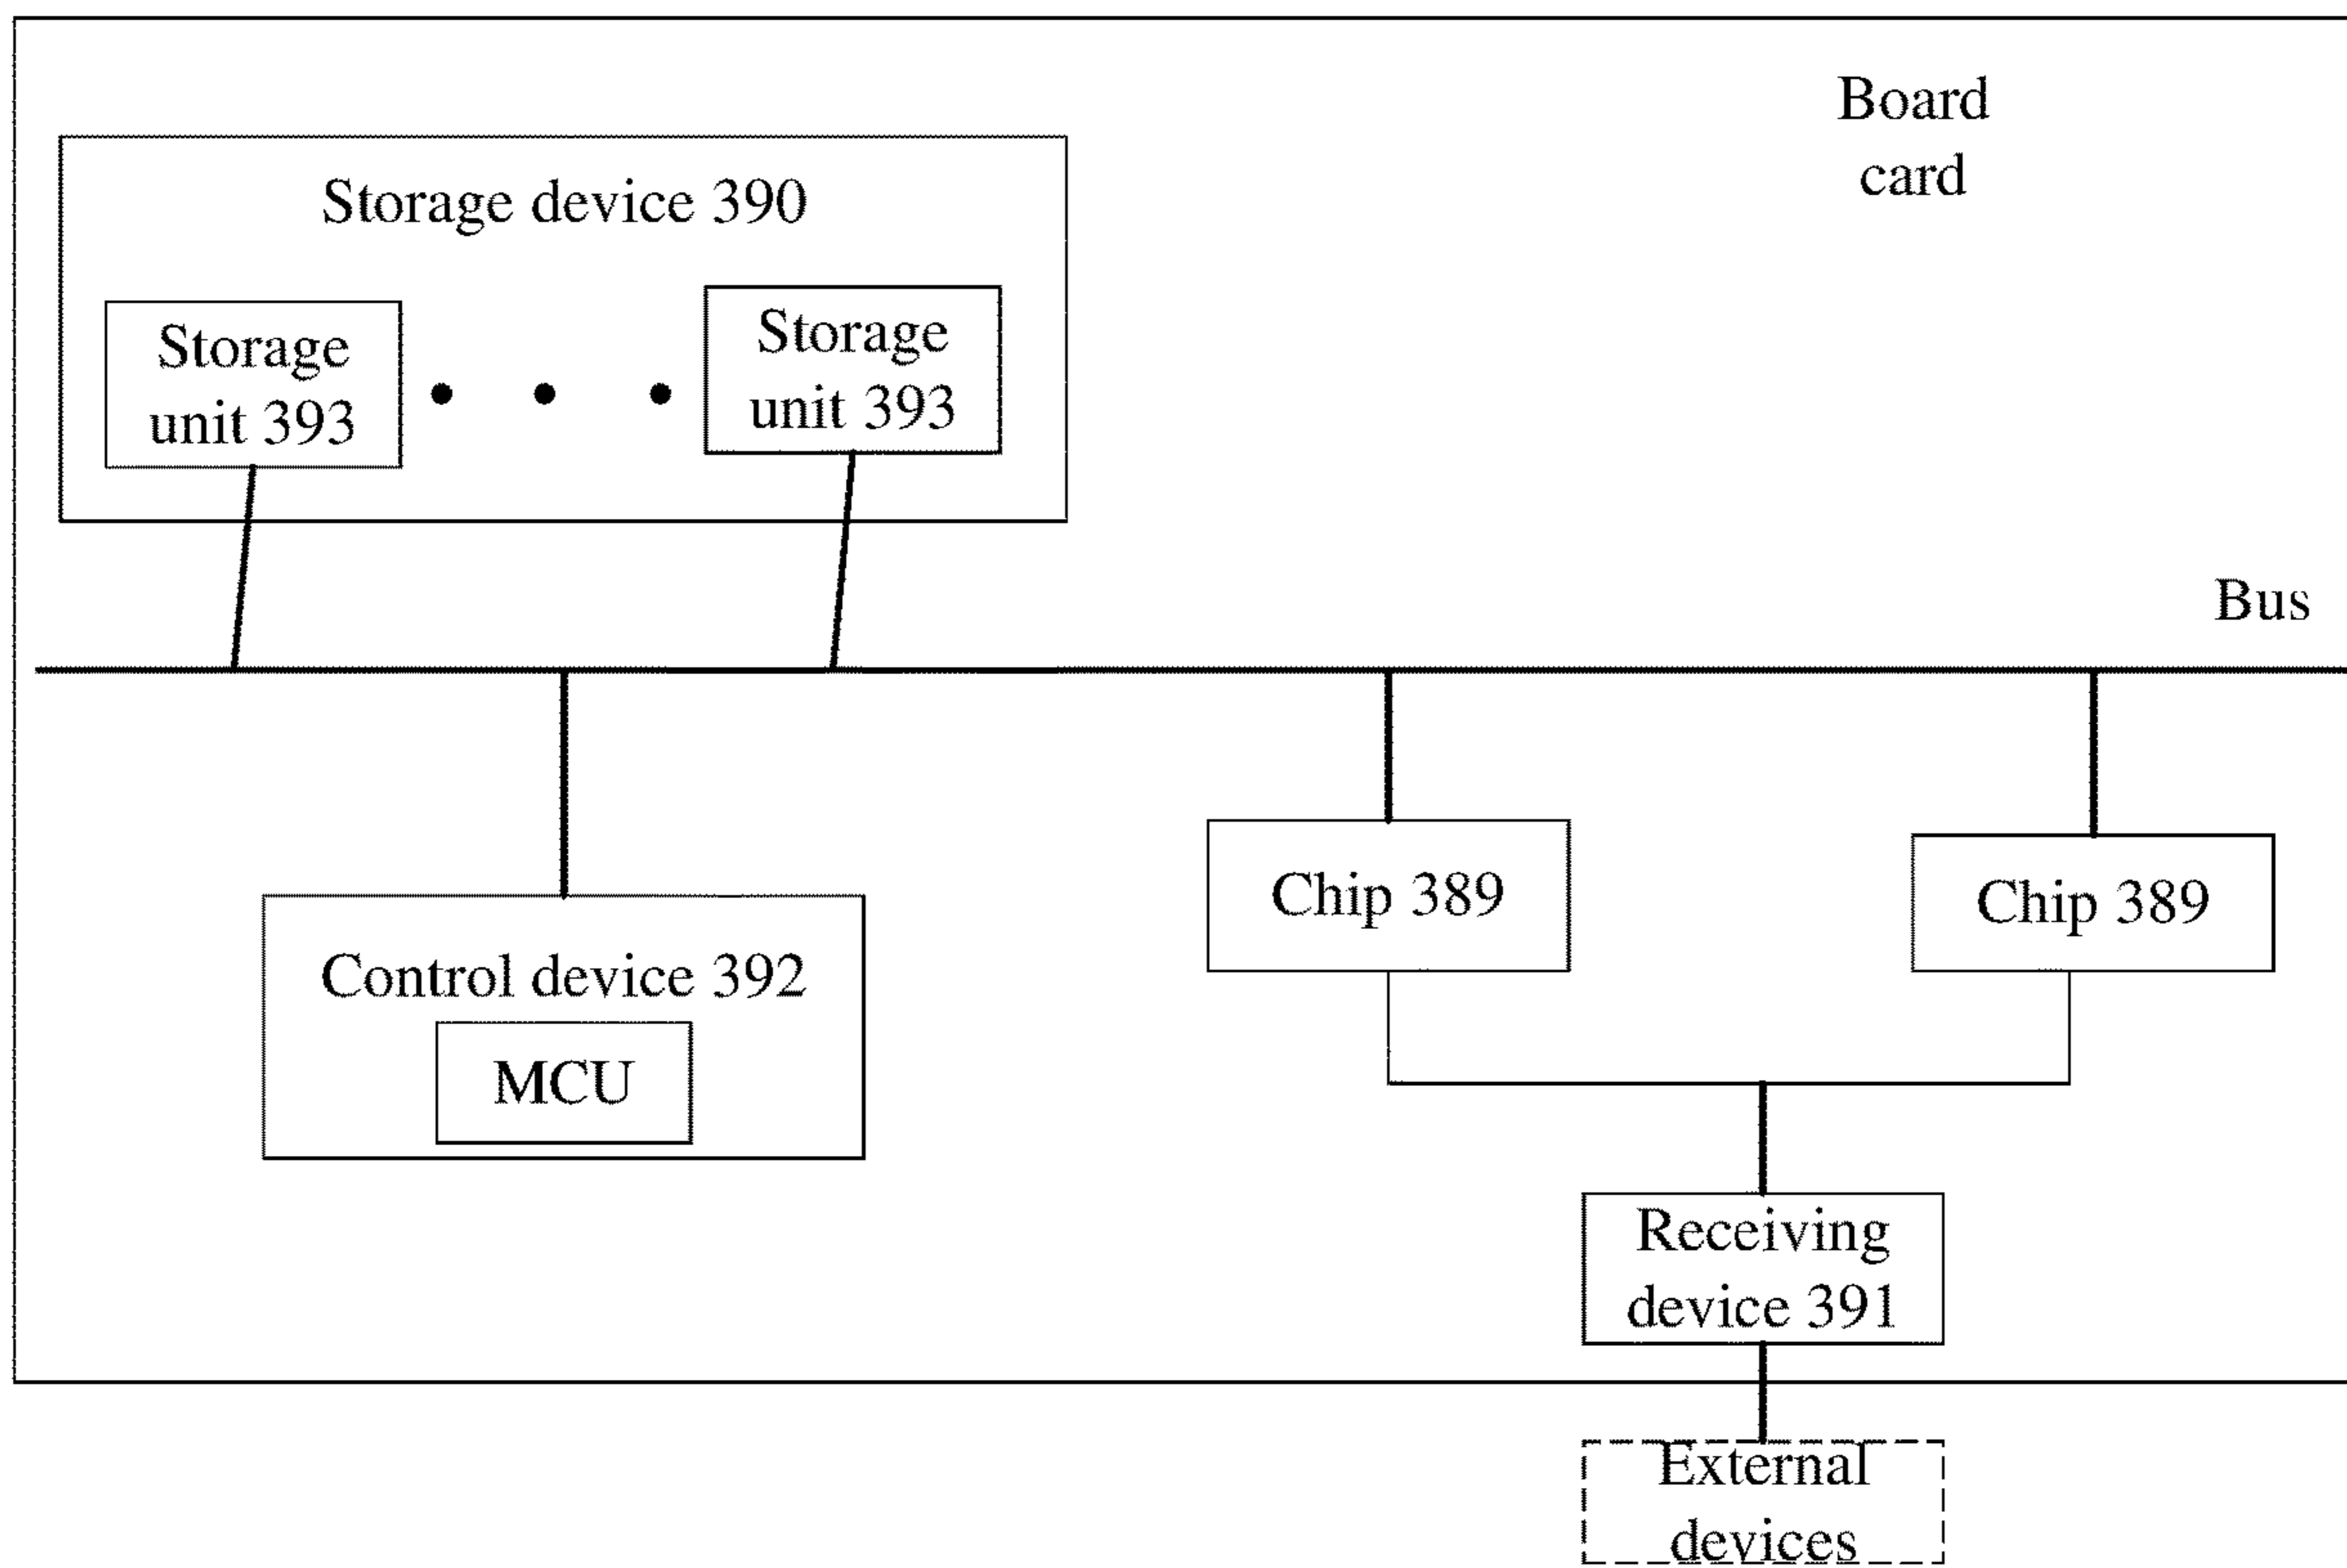 Board
card
Storage device 390
Storage
unit 393
Storage
unit 393
Bus
Chip 389
Chip 389
Control device 392
MCU
Receiving
device 391
External
devices